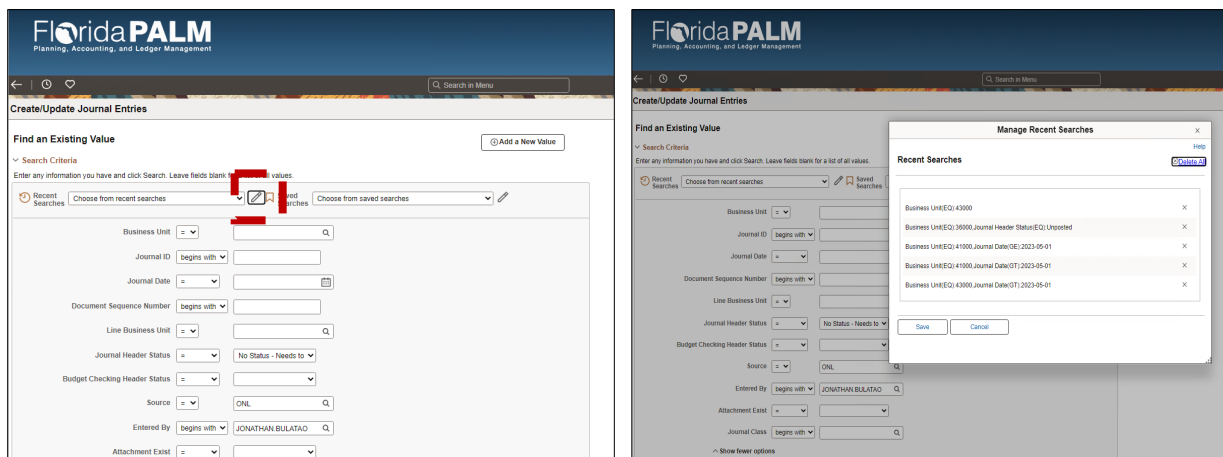 Florida PALM
Planning, Accounting, and Ledger Management
Search in Menu
Create/Update Journal Entries
Find an Existing Value
Add a New Value
Search Criteria
Enter any information you have and click Search. Leave fields blank for a list of all values.
Recent Searches
Choose from recent searches
Saved Searches
Choose from saved searches
Business Unit =
Journal ID begins with
Journal Date =
Document Sequence Number begins with
Line Business Unit =
Journal Header Status = No Status - Needs to
Budget Checking Header Status =
Source = ONL
Entered By begins with JONATHAN.BULATAO
Attachment Exist =
Florida PALM
Planning, Accounting, and Ledger Management
Search in Menu
Create/Update Journal Entries
Find an Existing Value
Search Criteria
Enter any information you have and click Search. Leave fields blank for a list of all values.
Recent Searches
Choose from recent searches
Saved Searches
Business Unit =
Journal ID begins with
Journal Date =
Document Sequence Number begins with
Line Business Unit =
Journal Header Status = No Status - Needs to
Budget Checking Header Status =
Source = ONL
Entered By begins with JONATHAN.BULATAO
Attachment Exist =
Journal Class begins with
Show fewer options
Manage Recent Searches x
Help
Recent Searches
Delete All
Business Unit(EQ):43000
Business Unit(EQ):36000,Journal Header Status(EQ):Unposted
Business Unit(EQ):41000,Journal Date(GE):2023-05-01
Business Unit(EQ):41000,Journal Date(GT):2023-05-01
Business Unit(EQ):43000,Journal Date(GT):2023-05-01
Save
Cancel